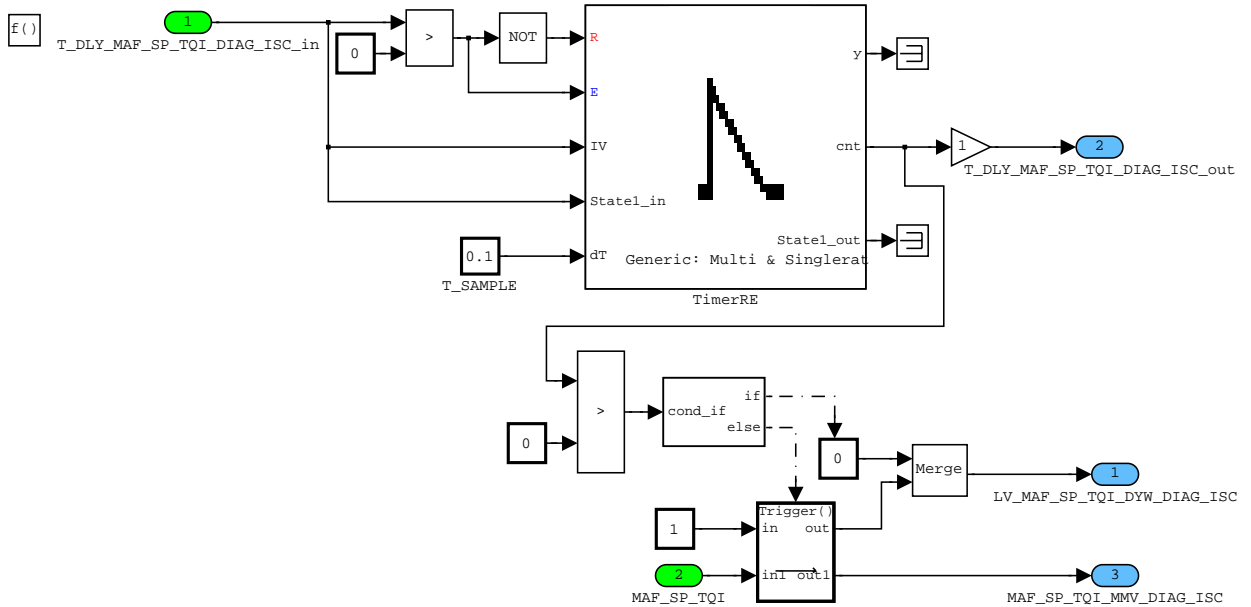 f()
1
T_DLY_MAF_SP_TQI_DIAG_ISC_in
0
>
NOT
R
E
IV
State1_in
dT
0.1
T_SAMPLE
y
cnt
State1_out
Generic: Multi & Singlerat
TimerRE
1
2
T_DLY_MAF_SP_TQI_DIAG_ISC_out
0
>
cond_if
if
else
0
Merge
1
LV_MAF_SP_TQI_DYW_DIAG_ISC
Trigger()
1
in out
2
MAF_SP_TQI
in1 out1
3
MAF_SP_TQI_MMV_DIAG_ISC